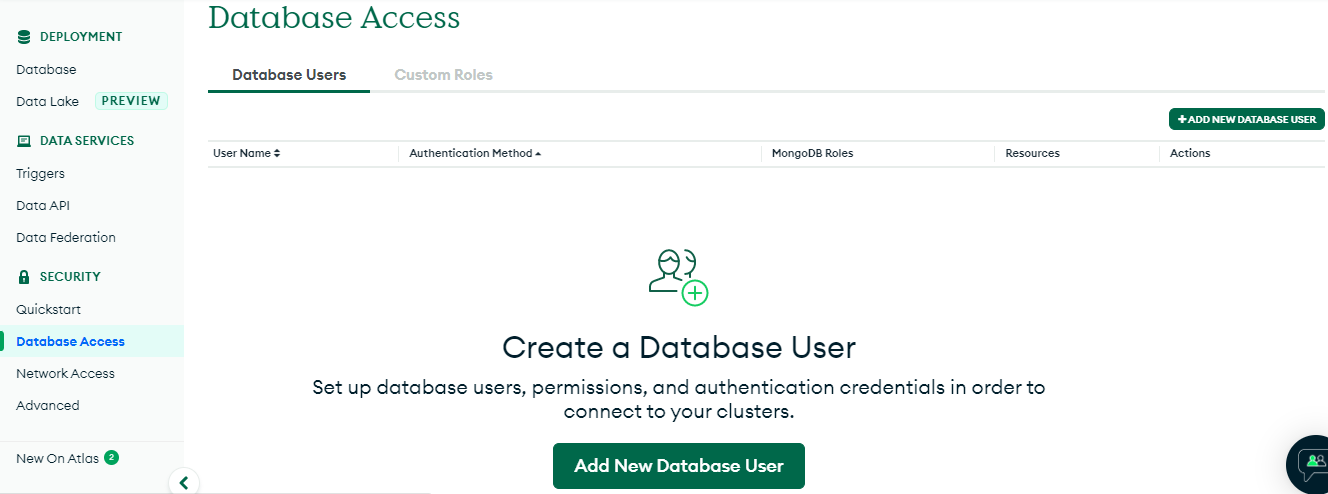 Database Access
DEPLOYMENT
Database
Data Lake PREVIEW
DATA SERVICES
Triggers
Data API
Data Federation
SECURITY
Quickstart
Database Access
Network Access
Advanced
New On Atlas 2
Database Users Custom Roles
+ ADD NEW DATABASE USER
User Name Authentication Method MongoDB Roles Resources Actions
Create a Database User
Set up database users, permissions, and authentication credentials in order to
connect to your clusters.
Add New Database User